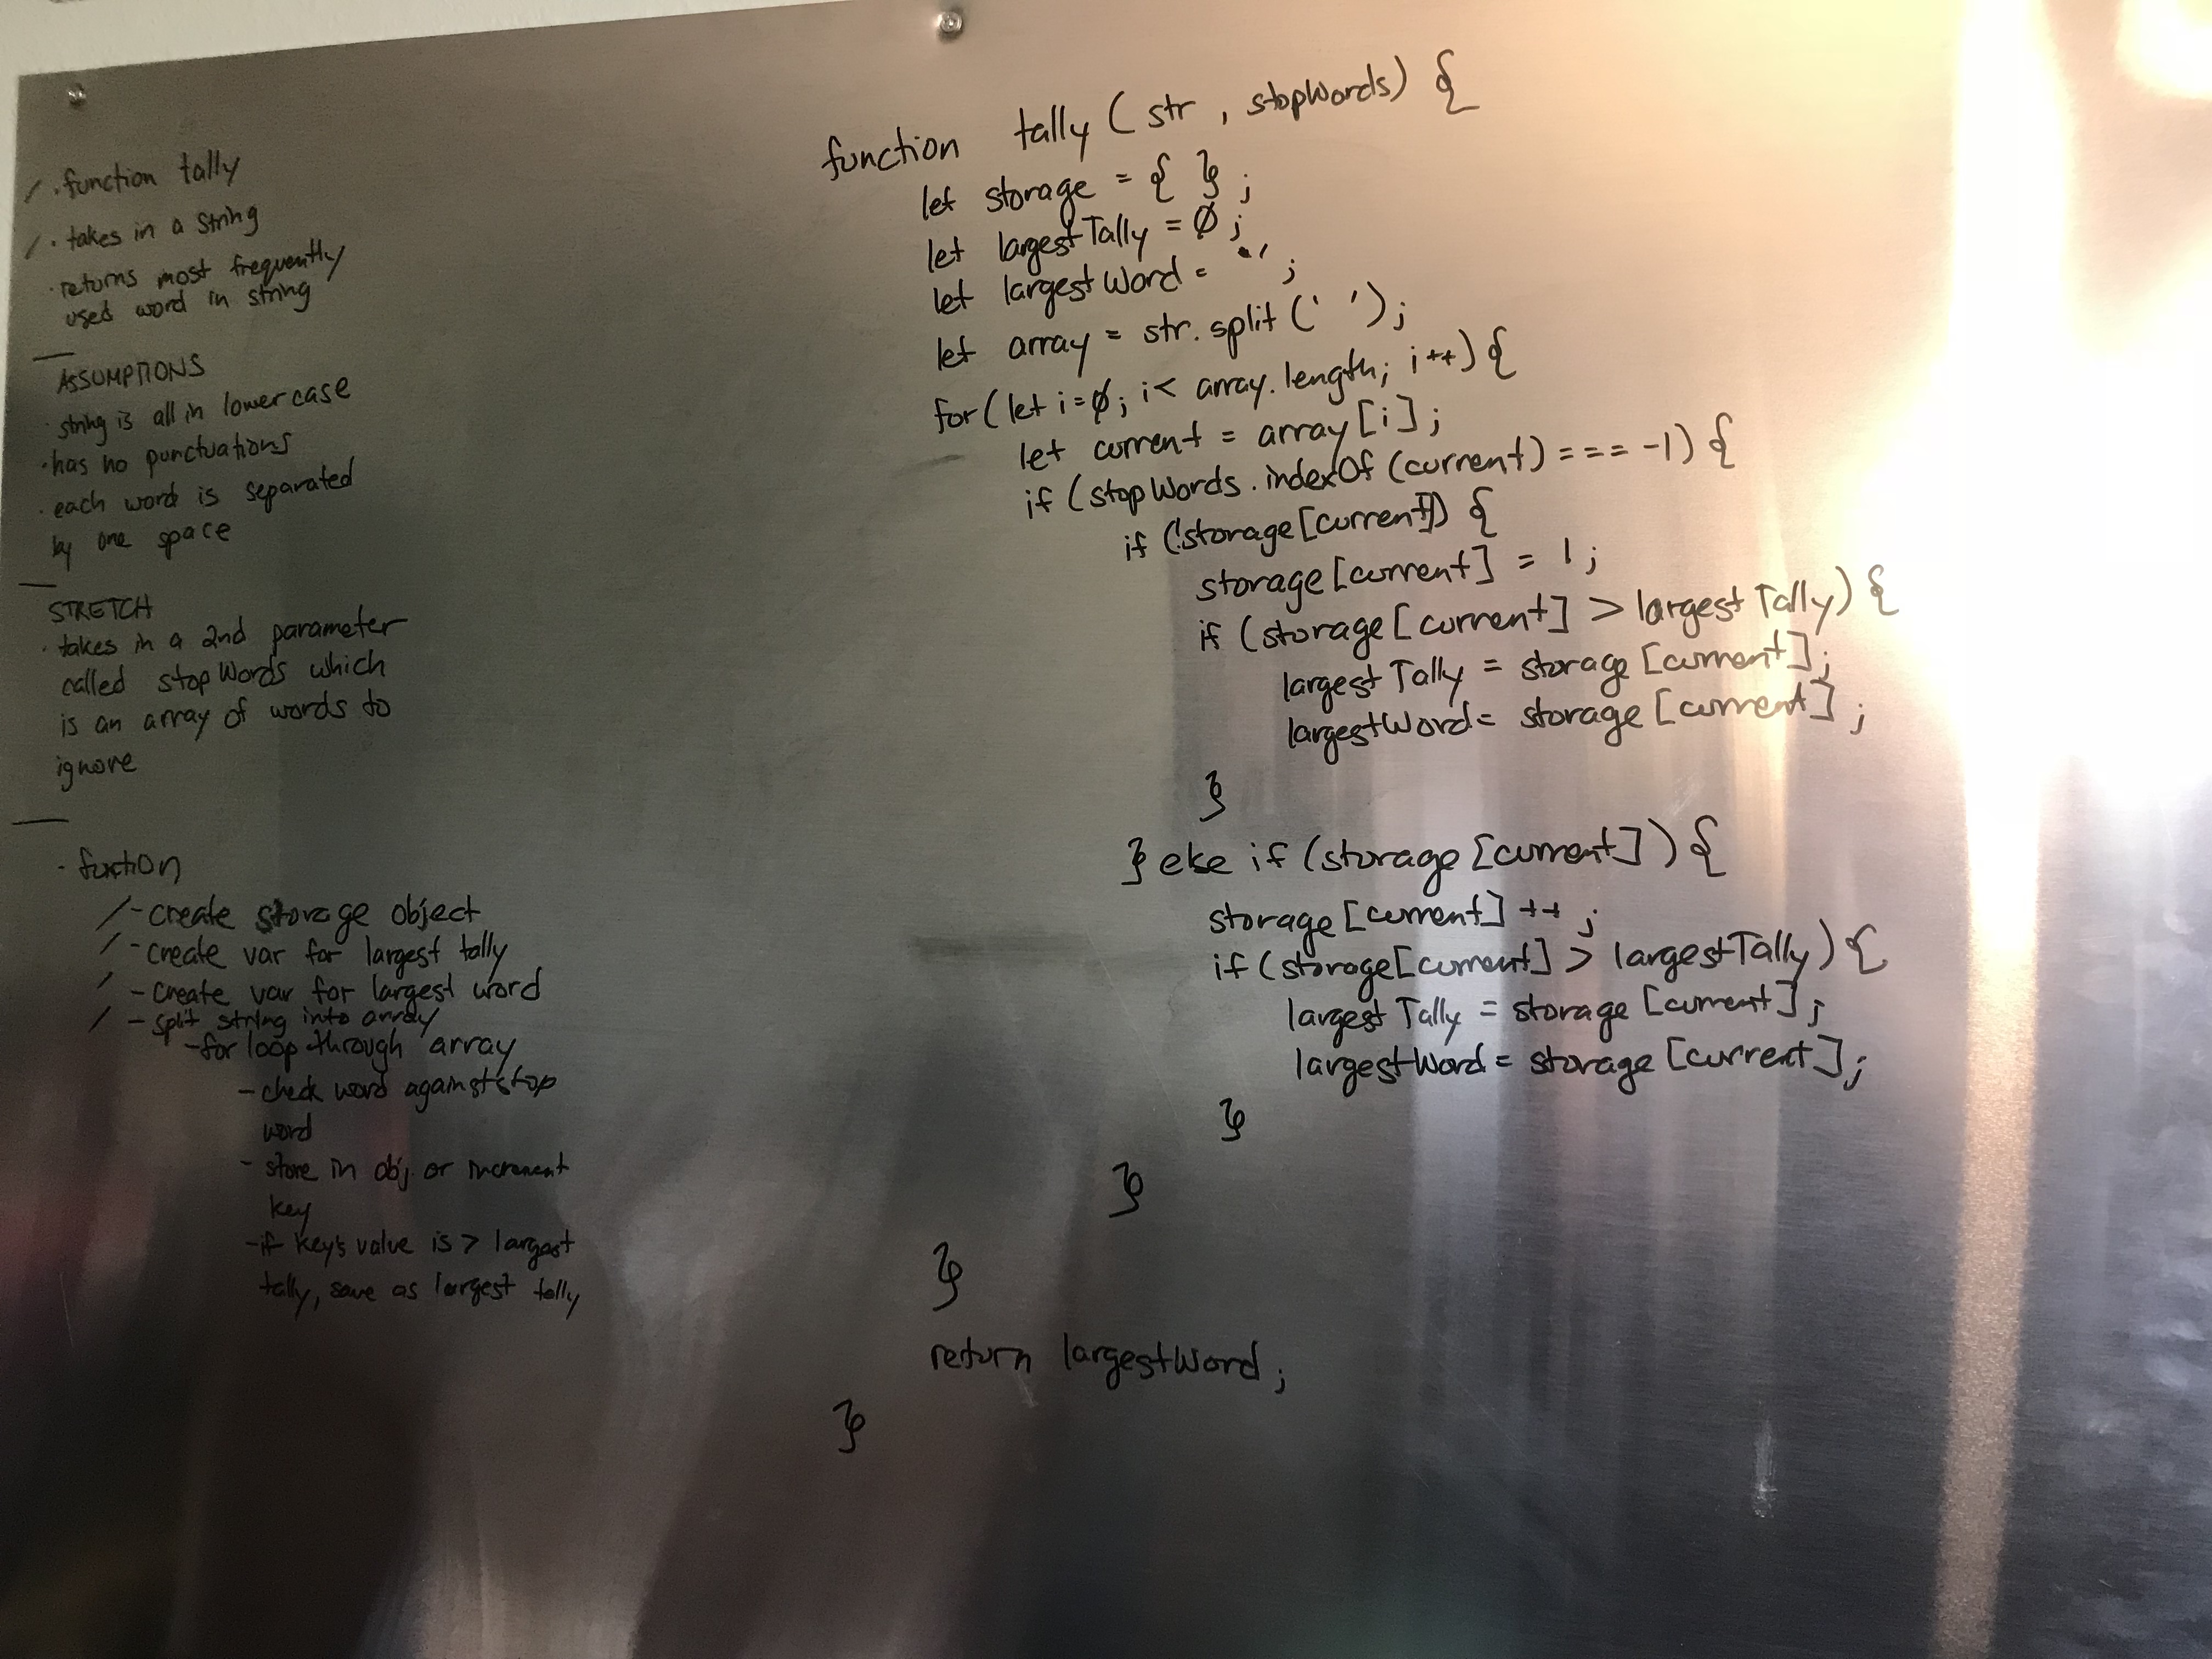 / . function tally
/ . takes in a string
. returns most frequently
used word in string
ASSUMPTIONS
. string is all in lowercase
. has no punctuations
. each word is separated
by one space
STRETCH
. takes in a 2nd parameter
called stopWords which
is an array of words to
ignore
- function
/ - create storage object
/ - create var for largest tally
/ - create var for largest word
/ - split string into array
- for loop through array
- check word against stop
word
- store in obj. or increment
key
- if key's value is > largest
tally, save as largest tally
function tally ( str , stopWords) {
let storage = { } ;
let largestTally = 0 ;
let largestWord = '' ;
let array = str.split (' ');
for ( let i=0; i< array.length; i++) {
let current = array [i] ;
if (stopWords.indexOf (current) === -1) {
if (!storage[current]) {
storage [current] = 1 ;
if (storage [current] > largestTally) {
largestTally = storage [current] ;
largestWord = storage [current] ;
}
} else if (storage [current] ) {
storage [current] ++ ;
if (storage[current] > largestTally) {
largestTally = storage [current] ;
largestWord = storage [current] ;
}
}
}
return largestWord ;
}